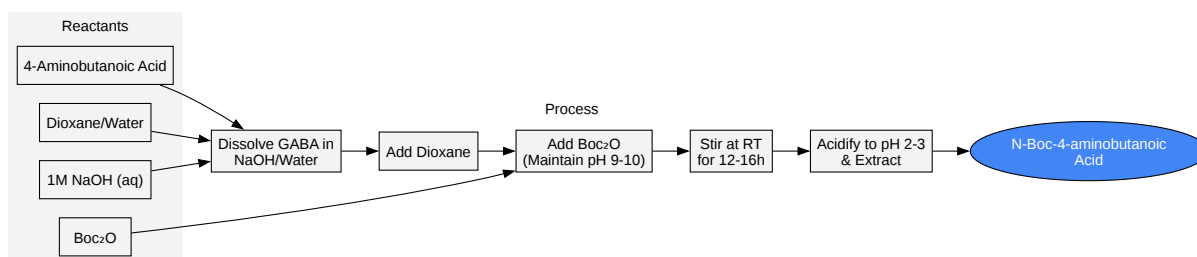 Reactants
4-Aminobutanoic Acid
Dioxane/Water
1M NaOH (aq)
Boc₂O
Process
Dissolve GABA in
NaOH/Water
Add Dioxane
Add Boc₂O
(Maintain pH 9-10)
Stir at RT
for 12-16h
Acidify to pH 2-3
& Extract
N-Boc-4-aminobutanoic
Acid